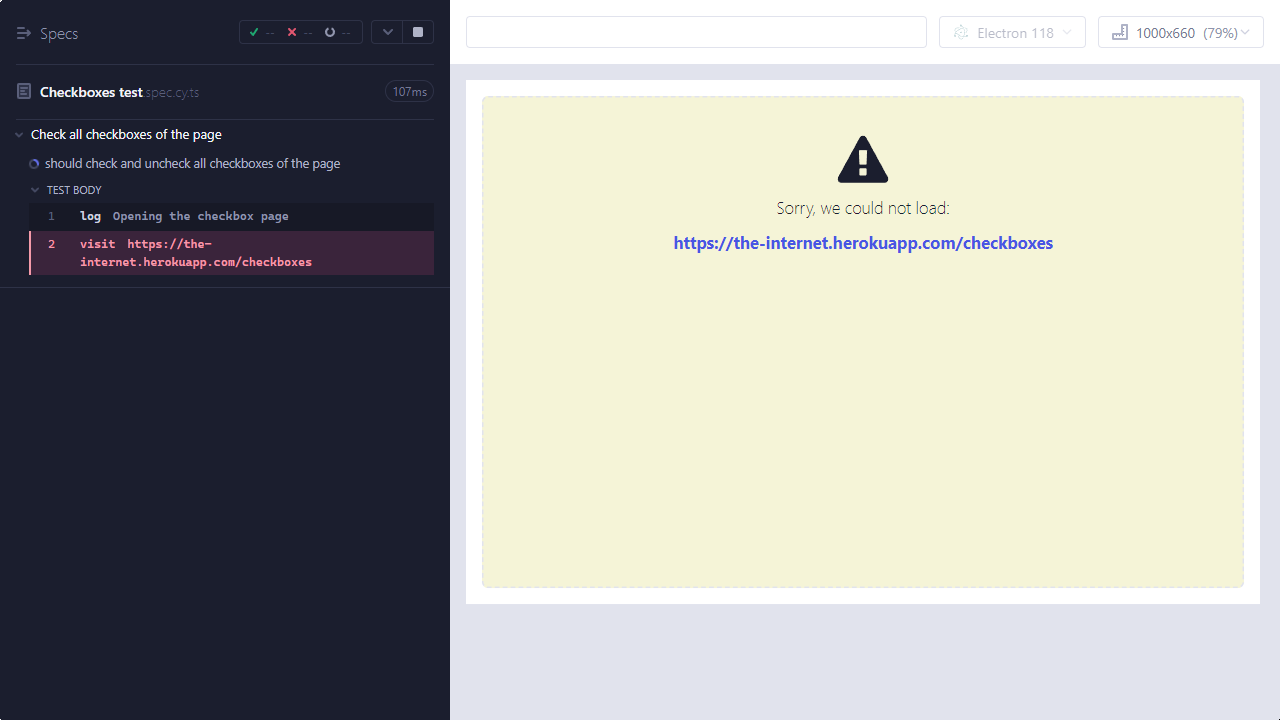 Specs
--
--
--
Electron 118
1000x660 (79%)
Checkboxes test spec.cy.ts
107ms
Check all checkboxes of the page
should check and uncheck all checkboxes of the page
TEST BODY
1 log Opening the checkbox page
2 visit https://the-
internet.herokuapp.com/checkboxes
Sorry, we could not load:
https://the-internet.herokuapp.com/checkboxes